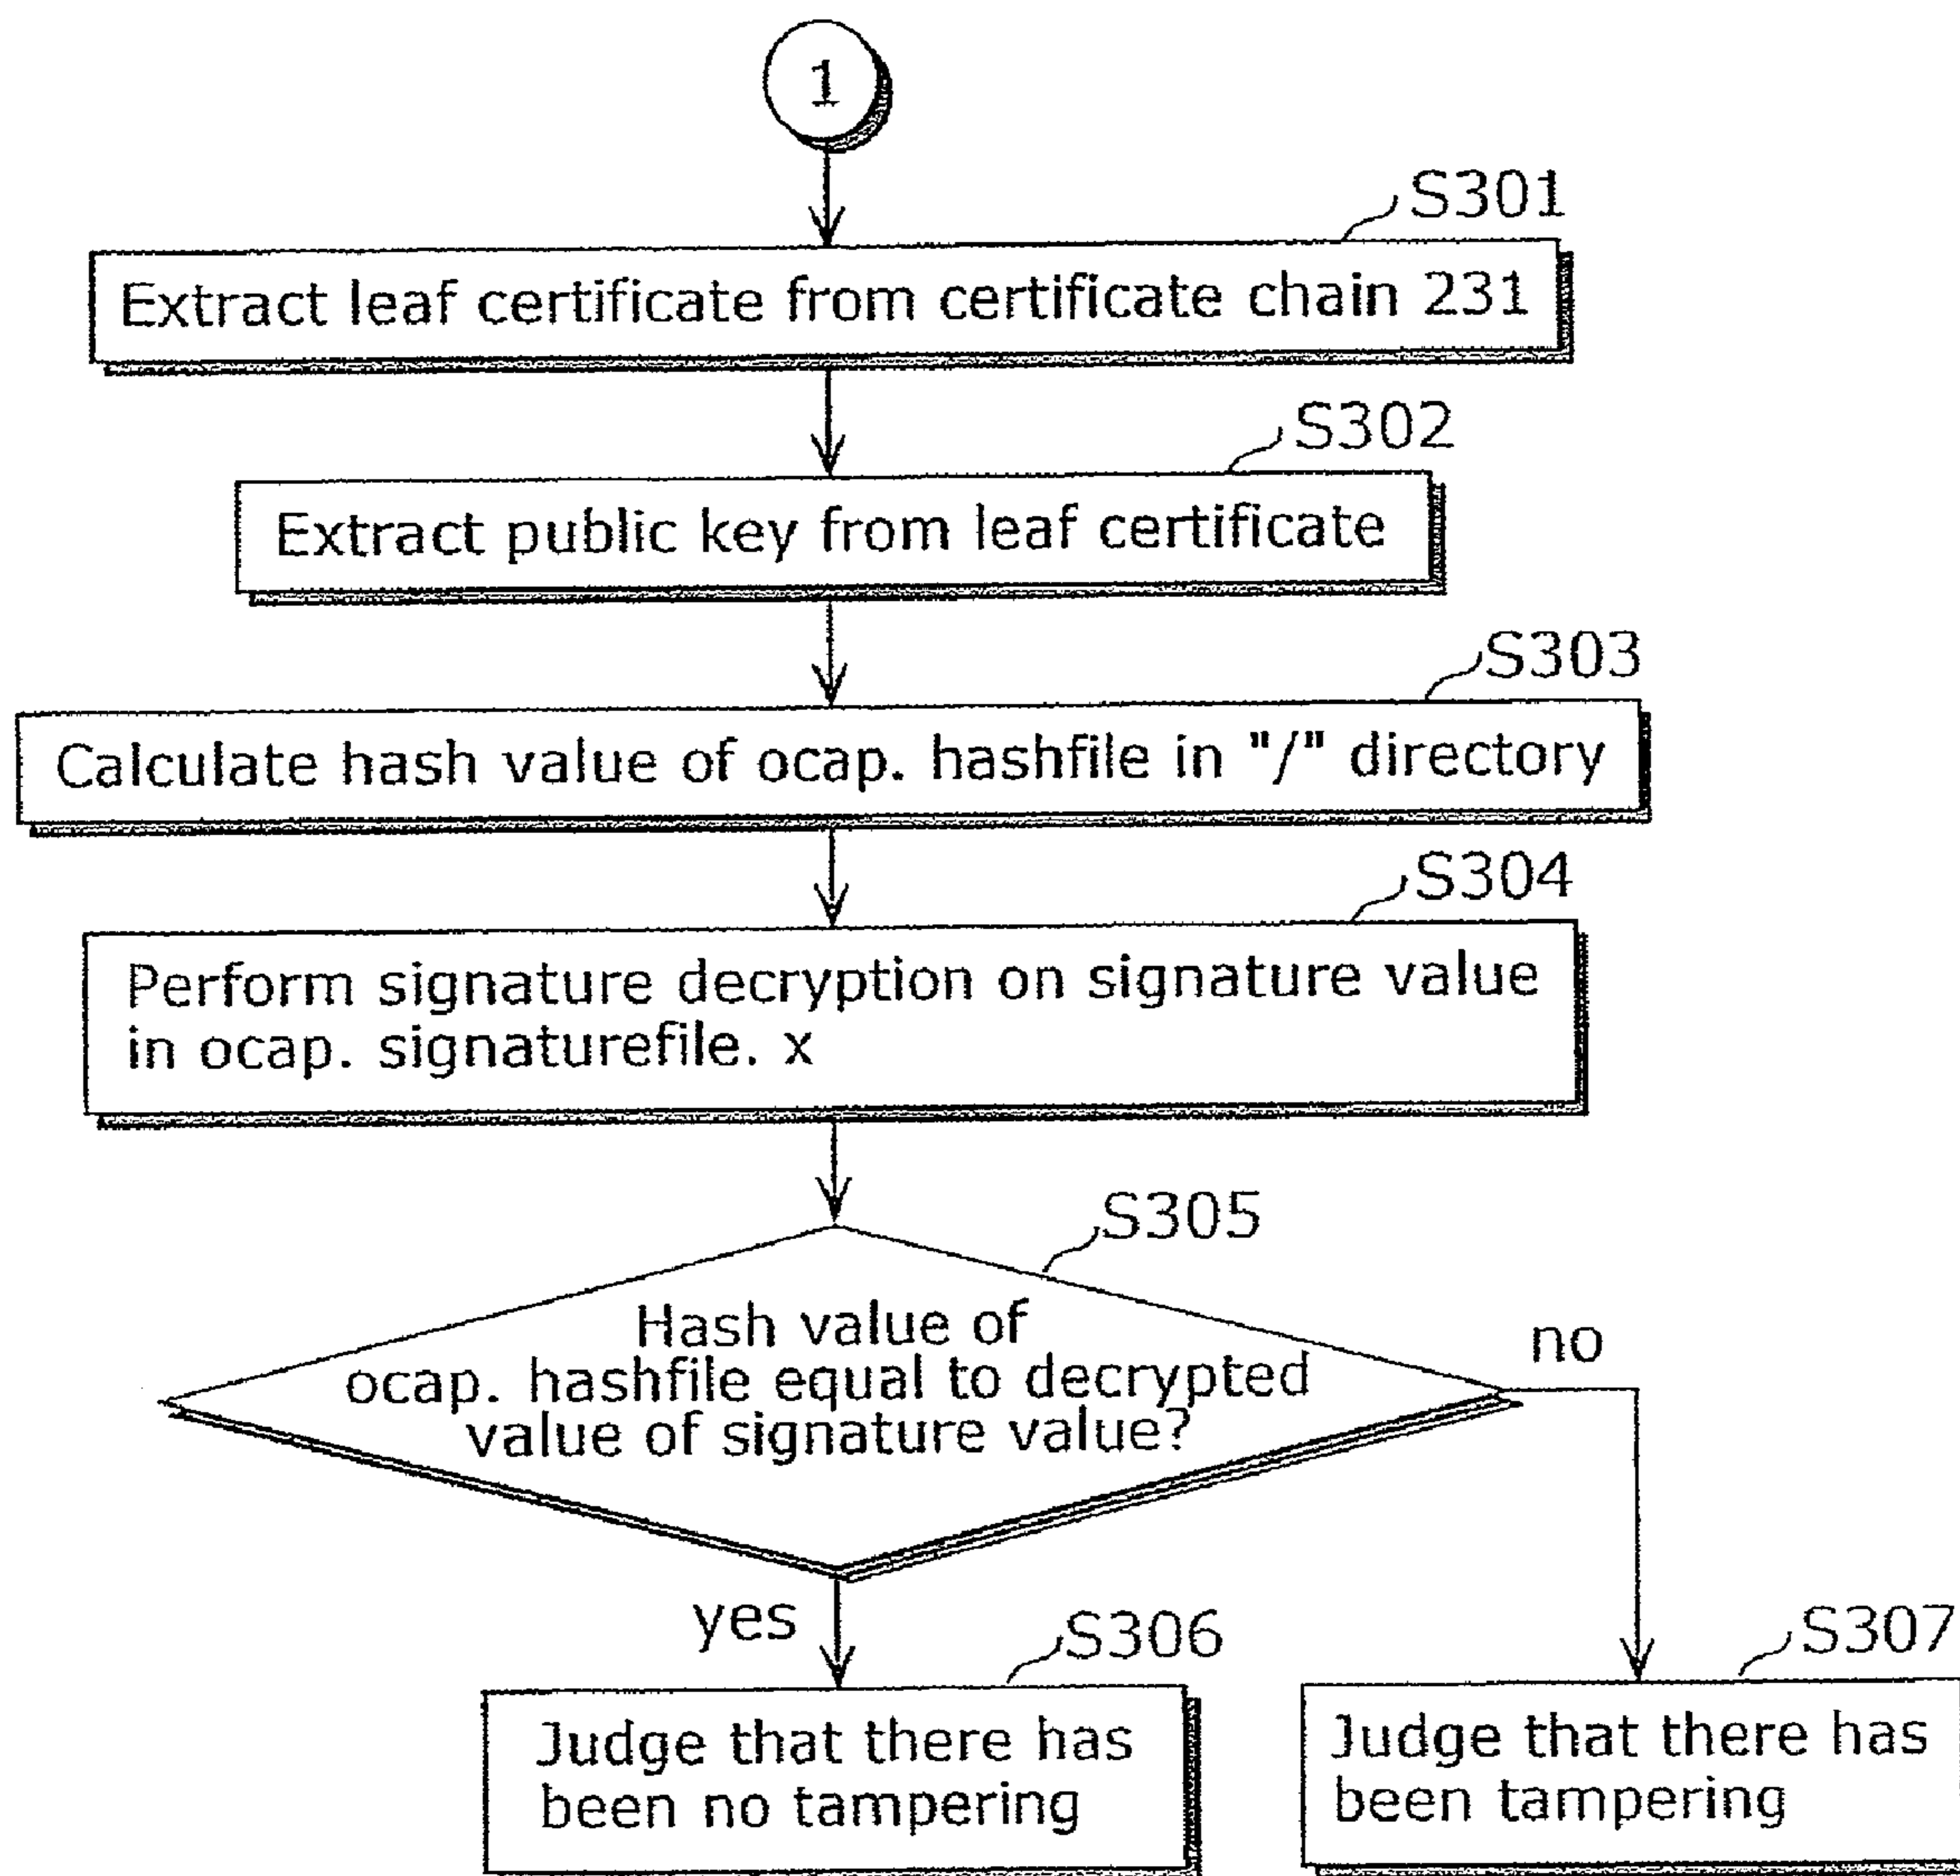 1
S301
Extract leaf certificate from certificate chain 231
S302
Extract public key from leaf certificate
S303
Calculate hash value of ocap. hashfile in "/" directory
S304
Perform signature decryption on signature value
in ocap. signaturefile. x
S305
Hash value of
ocap. hashfile equal to decrypted
value of signature value?
no
yes
S306
Judge that there has
been no tampering
S307
Judge that there has
been tampering